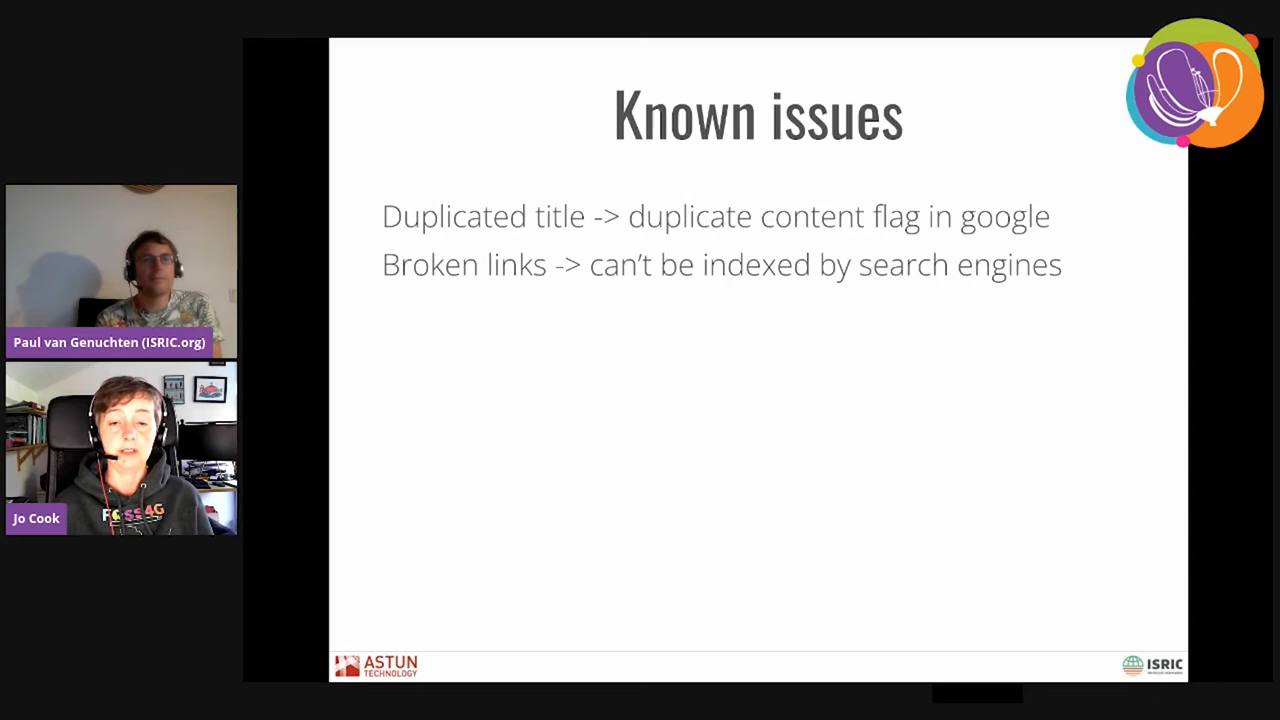 Known issues
Duplicated title -> duplicate content flag in google
Broken links -> can’t be indexed by search engines
Paul van Genuchten (ISRIC.org)
FOSS4G
Jo Cook
ASTUN
TECHNOLOGY
ISRIC